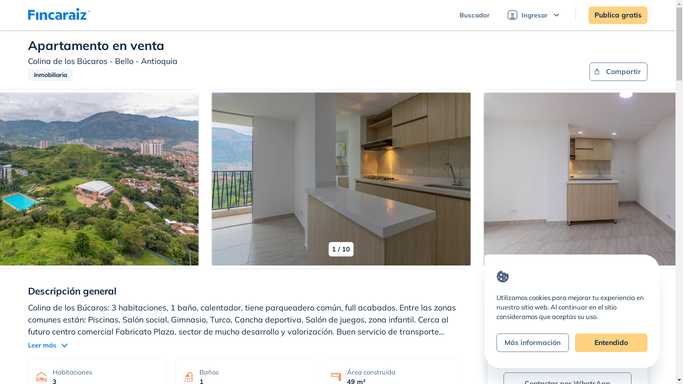 Fincaraiz
Buscador
Ingresar
Publica gratis
Apartamento en venta
Colina de los Búcaros - Bello - Antioquia
Inmobiliaria
Compartir
1 / 10
Descripción general
Colina de los Búcaros: 3 habitaciones, 1 baño, calentador, tiene parqueadero común, full acabados. Entre las zonas
comunes están: Piscinas, Salón social. Gimnasio, Turco, Cancha deportiva, Salón de juegos, zona infantil. Cerca al
futuro centro comercial Fabricato Plaza, sector de mucho desarrollo y valorización. Buen servicio de transporte...
Leer más
Habitaciones
3
Baños
1
Área construida
49 m²
Utilizamos cookies para mejorar tu experiencia en
nuestro sitio web. Al continuar en el sitio
consideramos que aceptas su uso.
Más información
Entendido
Contactar por WhatsApp